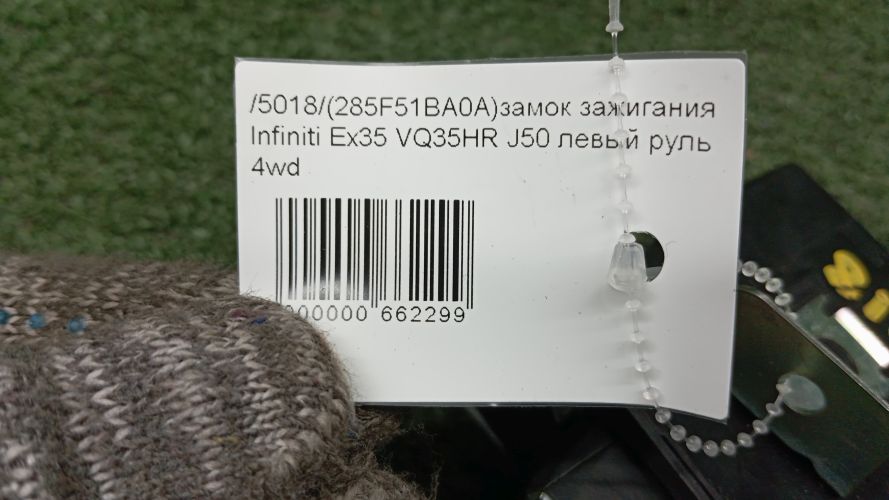 /5018/(285F51BA0A)замок зажигания
Infiniti Ex35 VQ35HR J50 левый руль
4wd
000000 662299